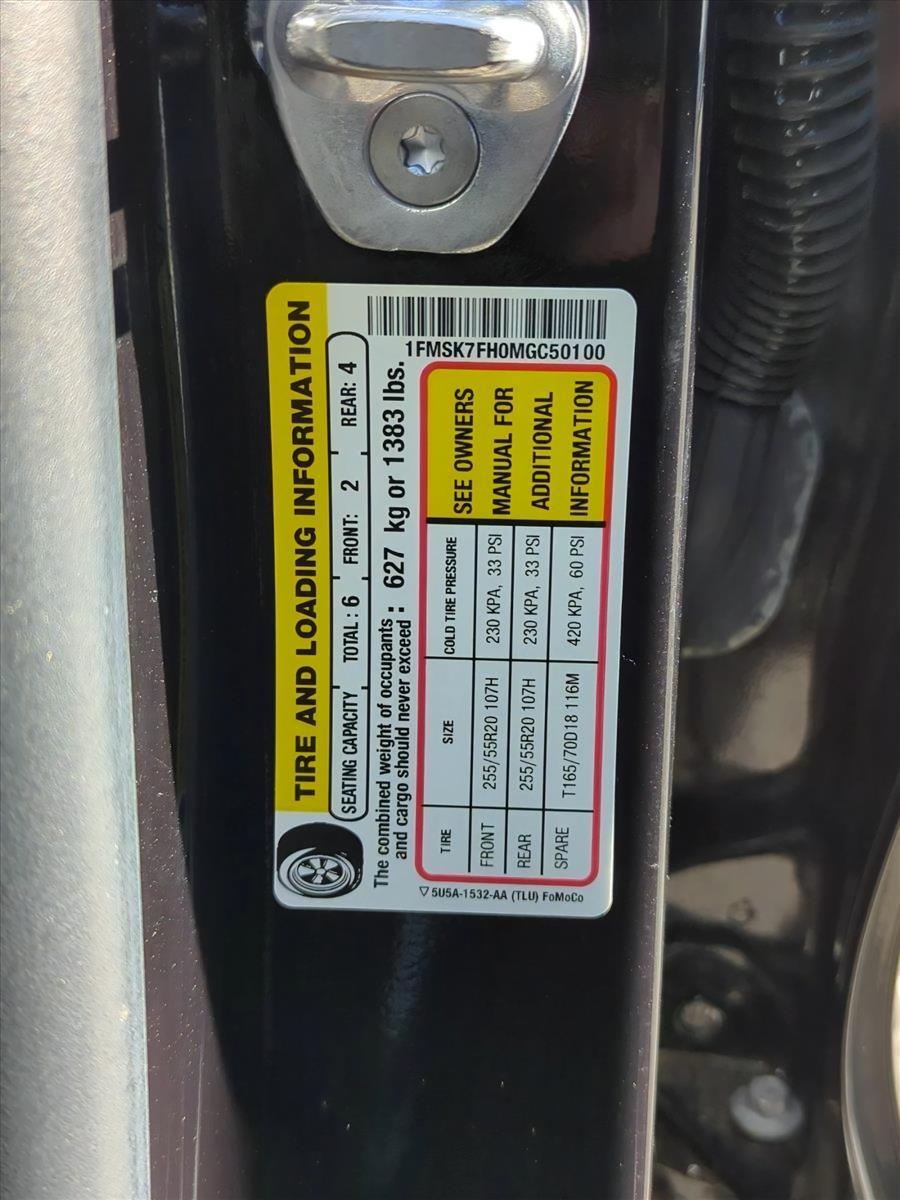 TIRE AND LOADING INFORMATION
SEATING CAPACITY TOTAL : 6 FRONT: 2 REAR: 4
The combined weight of occupants
and cargo should never exceed : 627 kg or 1383 lbs.
1FMSK7FH0MGC50100
TIRE SIZE COLD TIRE PRESSURE
FRONT 255/55R20 107H 230 KPA, 33 PSI
REAR 255/55R20 107H 230 KPA, 33 PSI
SPARE T165/70D18 116M 420 KPA, 60 PSI
SEE OWNERS
MANUAL FOR
ADDITIONAL
INFORMATION
5U5A-1532-AA (TLU) FoMoCo